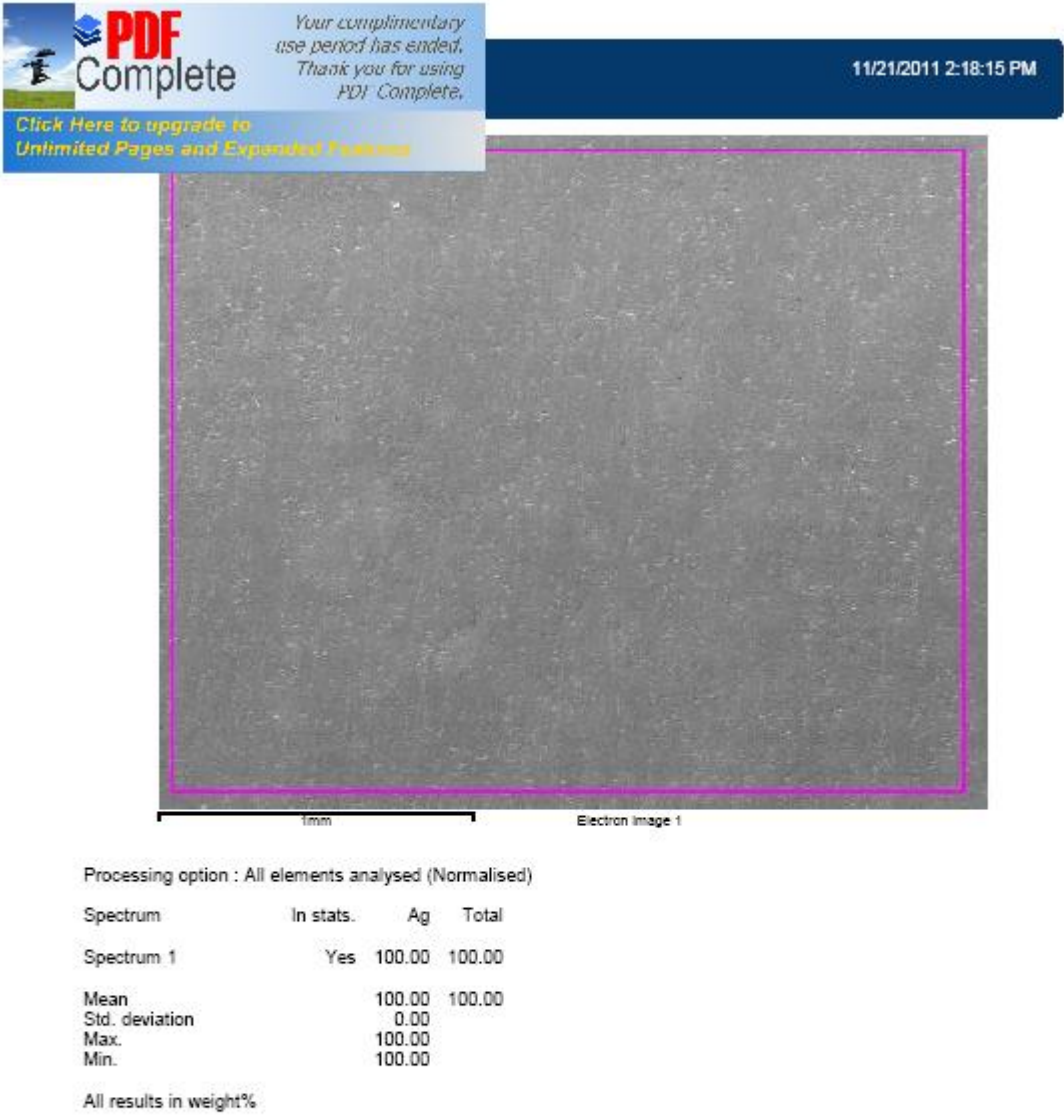 PDF
Complete
Your complimentary
use period has ended.
Thank you for using
PDF Complete.
Click Here to upgrade to
Unlimited Pages and Expanded Features
11/21/2011 2:18:15 PM
1mm Electron Image 1
Processing option : All elements analysed (Normalised)
Spectrum In stats. Ag Total
Spectrum 1 Yes 100.00 100.00
Mean 100.00 100.00
Std. deviation 0.00
Max. 100.00
Min. 100.00
All results in weight%